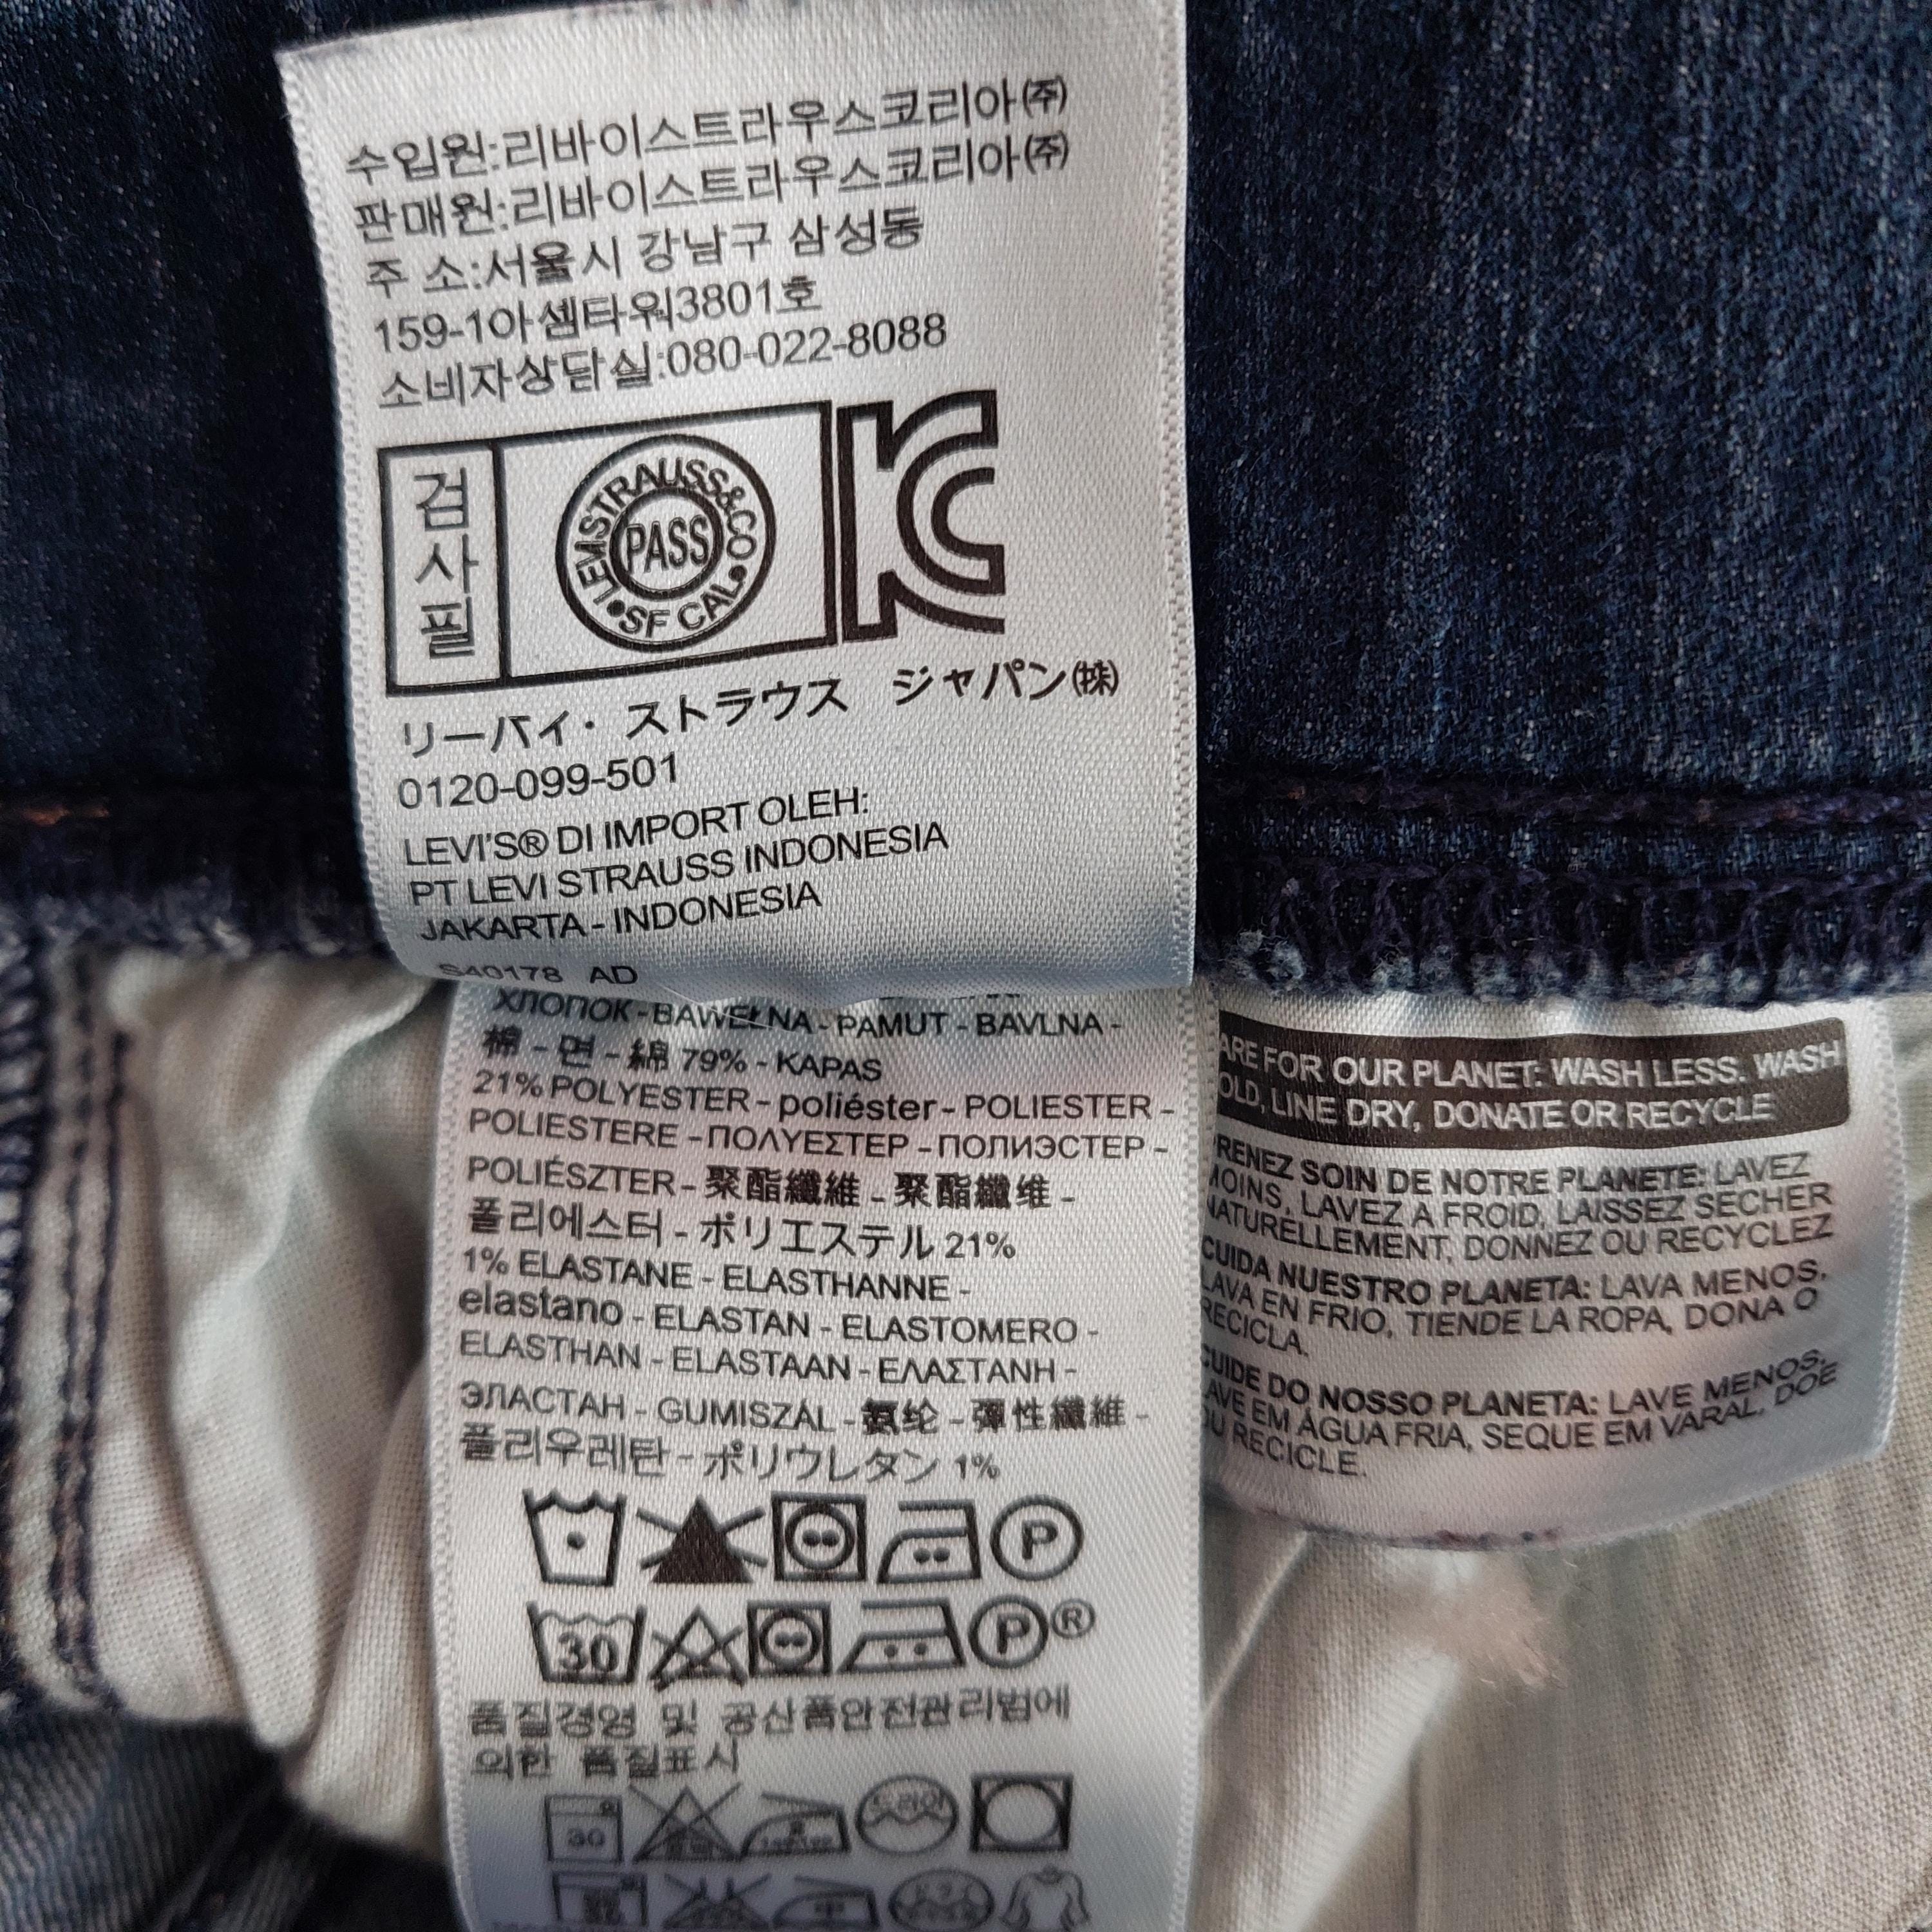 수입원:리바이스트라우스코리아㈜
판매원:리바이스트라우스코리아㈜
주 소:서울시 강남구 삼성동
159-1아셈타워3801호
소비자상담실:080-022-8088
검
사
필
LEVI STRAUSS & CO
PASS
SF CAL
リーバイ・ストラウス ジャパン㈱
0120-099-501
LEVI'S® DI IMPORT OLEH:
PT LEVI STRAUSS INDONESIA
JAKARTA - INDONESIA
S40178 AD
ХЛОПОК - BAWEŁNA - PAMUT - BAVLNA -
棉 - 면 - 綿 79% - KAPAS
21% POLYESTER - poliéster - POLIESTER -
POLIESTERE - ΠΟΛΥΕΣΤΕΡ - ПОЛИЭСТЕР -
POLIÉSZTER - 聚酯纖維 - 聚酯纖维 -
폴리에스터 - ポリエステル 21%
1% ELASTANE - ELASTHANNE -
elastano - ELASTAN - ELASTOMERO -
ELASTHAN - ELASTAAN - ΕΛΑΣΤΑΝΗ -
ЭЛАСТАН - GUMISZÁL - 氨纶 - 彈性纖維 -
폴리우레탄 - ポリウレタン 1%
P
30
P®
품질경영 및 공산품안전관리법에
의한 품질표시
30
드라이
ARE FOR OUR PLANET: WASH LESS. WASH
OLD, LINE DRY, DONATE OR RECYCLE
RENEZ SOIN DE NOTRE PLANETE: LAVEZ
MOINS, LAVEZ A FROID, LAISSEZ SECHER
NATURELLEMENT, DONNEZ OU RECYCLEZ
CUIDA NUESTRO PLANETA: LAVA MENOS,
LAVA EN FRIO, TIENDE LA ROPA, DONA O
RECICLA.
CUIDE DO NOSSO PLANETA: LAVE MENOS,
LAVE EM ÁGUA FRIA, SEQUE EM VARAL, DOE
OU RECICLE.